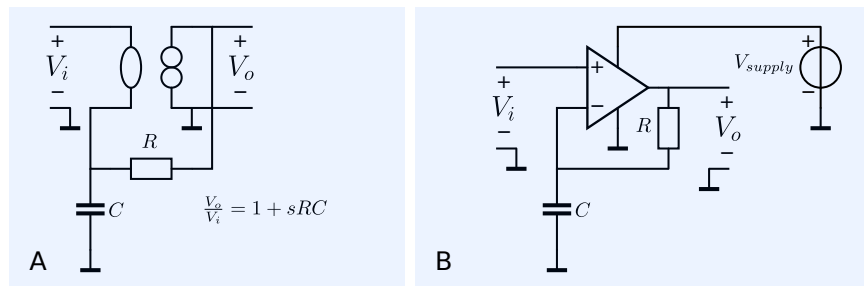 + +
V_i V_o
− −
R
C
V_o/V_i = 1 + sRC
A
+
V_supply
−
+
+
V_i
−
−
R
+
V_o
−
C
B